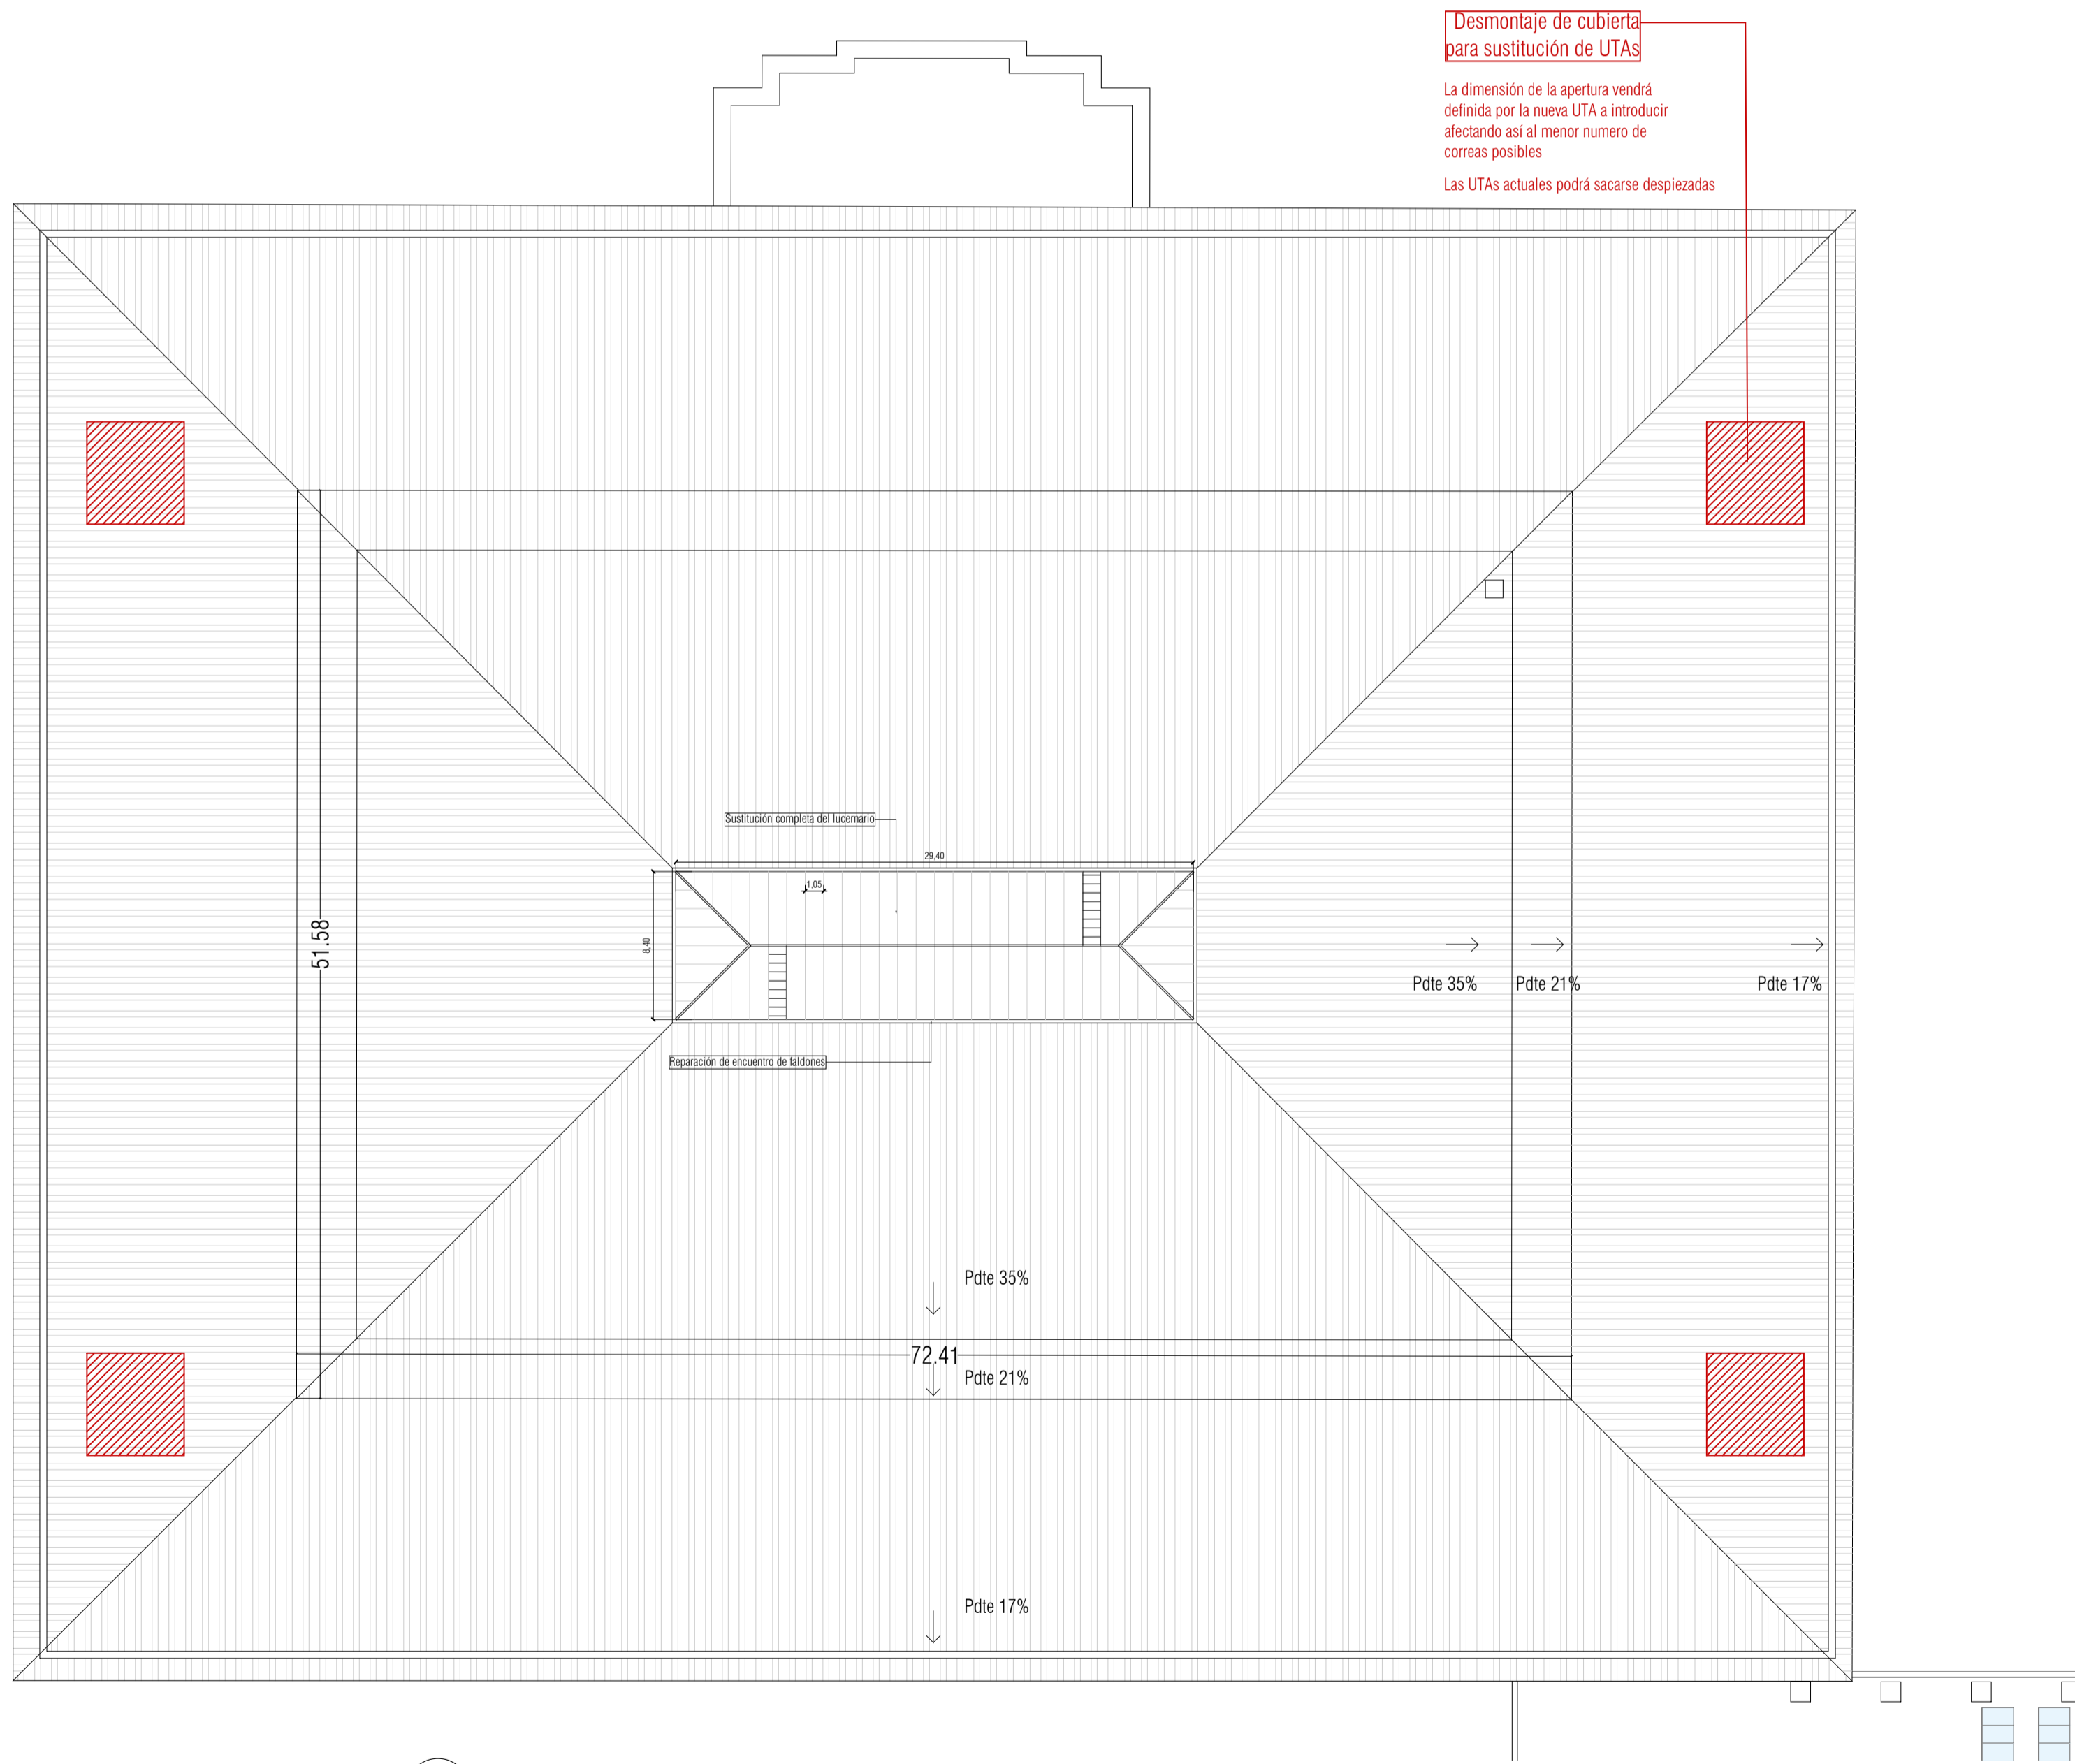 Desmontaje de cubierta
para sustitución de UTAs
La dimensión de la apertura vendrá
definida por la nueva UTA a introducir
afectando así al menor numero de
correas posibles
Las UTAs actuales podrá sacarse despiezadas
Sustitución completa del lucernario
29.40
1,05
8.40
51.58
Pdte 35%
Pdte 21%
Pdte 17%
Reparación de encuentro de faldones
Pdte 35%
72.41
Pdte 21%
Pdte 17%